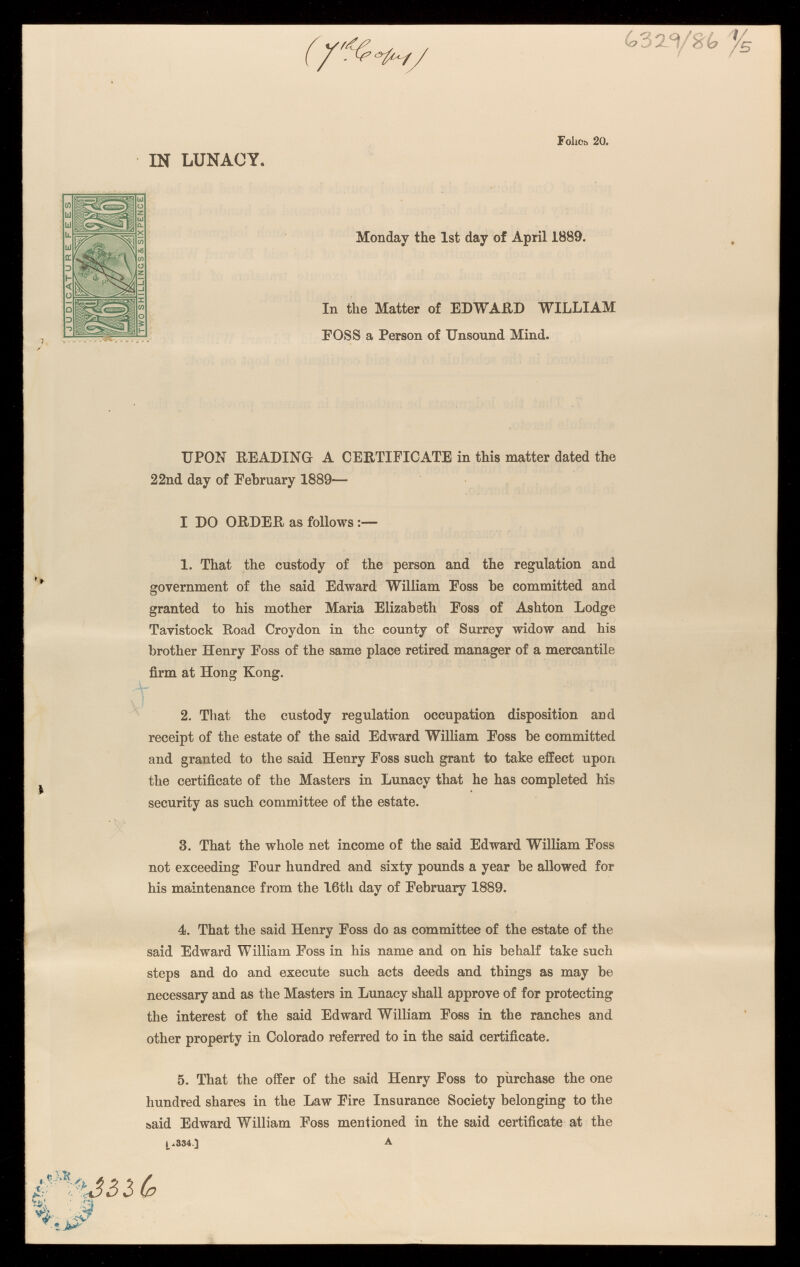 (7th Copy)
6329/86 1/5
Folios 20.
IN LUNACY.
JUDICATURE FEES
2/6D
2/6D
TWO SHILLINGS & SIXPENCE
Monday the 1st day of April 1889.
In the Matter of EDWARD WILLIAM
FOSS a Person of Unsound Mind.
UPON READING A CERTIFICATE in this matter dated the
22nd day of February 1889—
I DO ORDER as follows :—
1. That the custody of the person and the regulation and
government of the said Edward William Foss be committed and
granted to his mother Maria Elizabeth Foss of Ashton Lodge
Tavistock Road Croydon in the county of Surrey widow and his
brother Henry Foss of the same place retired manager of a mercantile
firm at Hong Kong.
2. That the custody regulation occupation disposition and
receipt of the estate of the said Edward William Foss be committed
and granted to the said Henry Foss such grant to take effect upon
the certificate of the Masters in Lunacy that he has completed his
security as such committee of the estate.
3. That the whole net income of the said Edward William Foss
not exceeding Four hundred and sixty pounds a year be allowed for
his maintenance from the 16th day of February 1889.
4. That the said Henry Foss do as committee of the estate of the
said Edward William Foss in his name and on his behalf take such
steps and do and execute such acts deeds and things as may be
necessary and as the Masters in Lunacy shall approve of for protecting
the interest of the said Edward William Foss in the ranches and
other property in Colorado referred to in the said certificate.
5. That the offer of the said Henry Foss to purchase the one
hundred shares in the Law Fire Insurance Society belonging to the
said Edward William Foss mentioned in the said certificate at the
A
3336